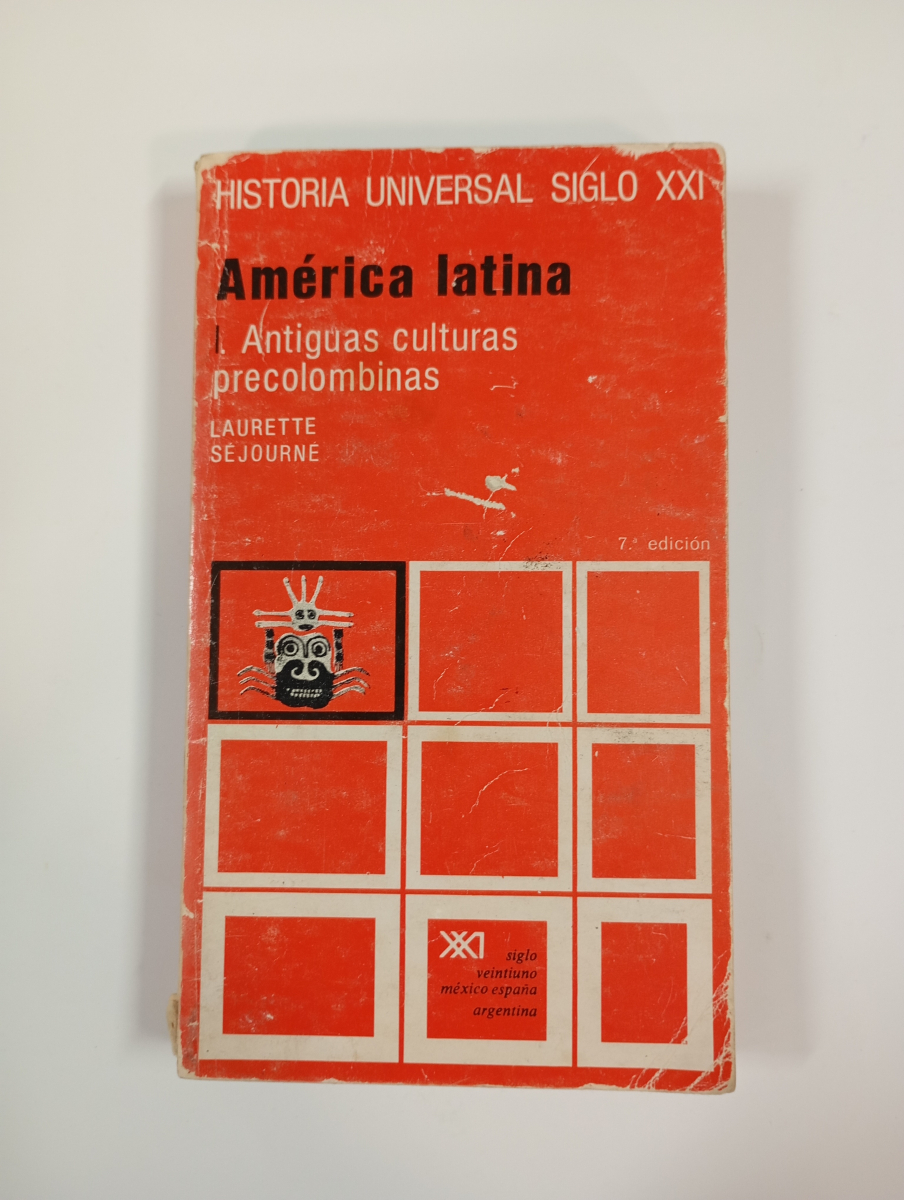 HISTORIA UNIVERSAL SIGLO XXI
América latina
I. Antiguas culturas
precolombinas
LAURETTE
SÉJOURNÉ
7.ª edición
XXI
siglo
veintiuno
méxico españa
argentina